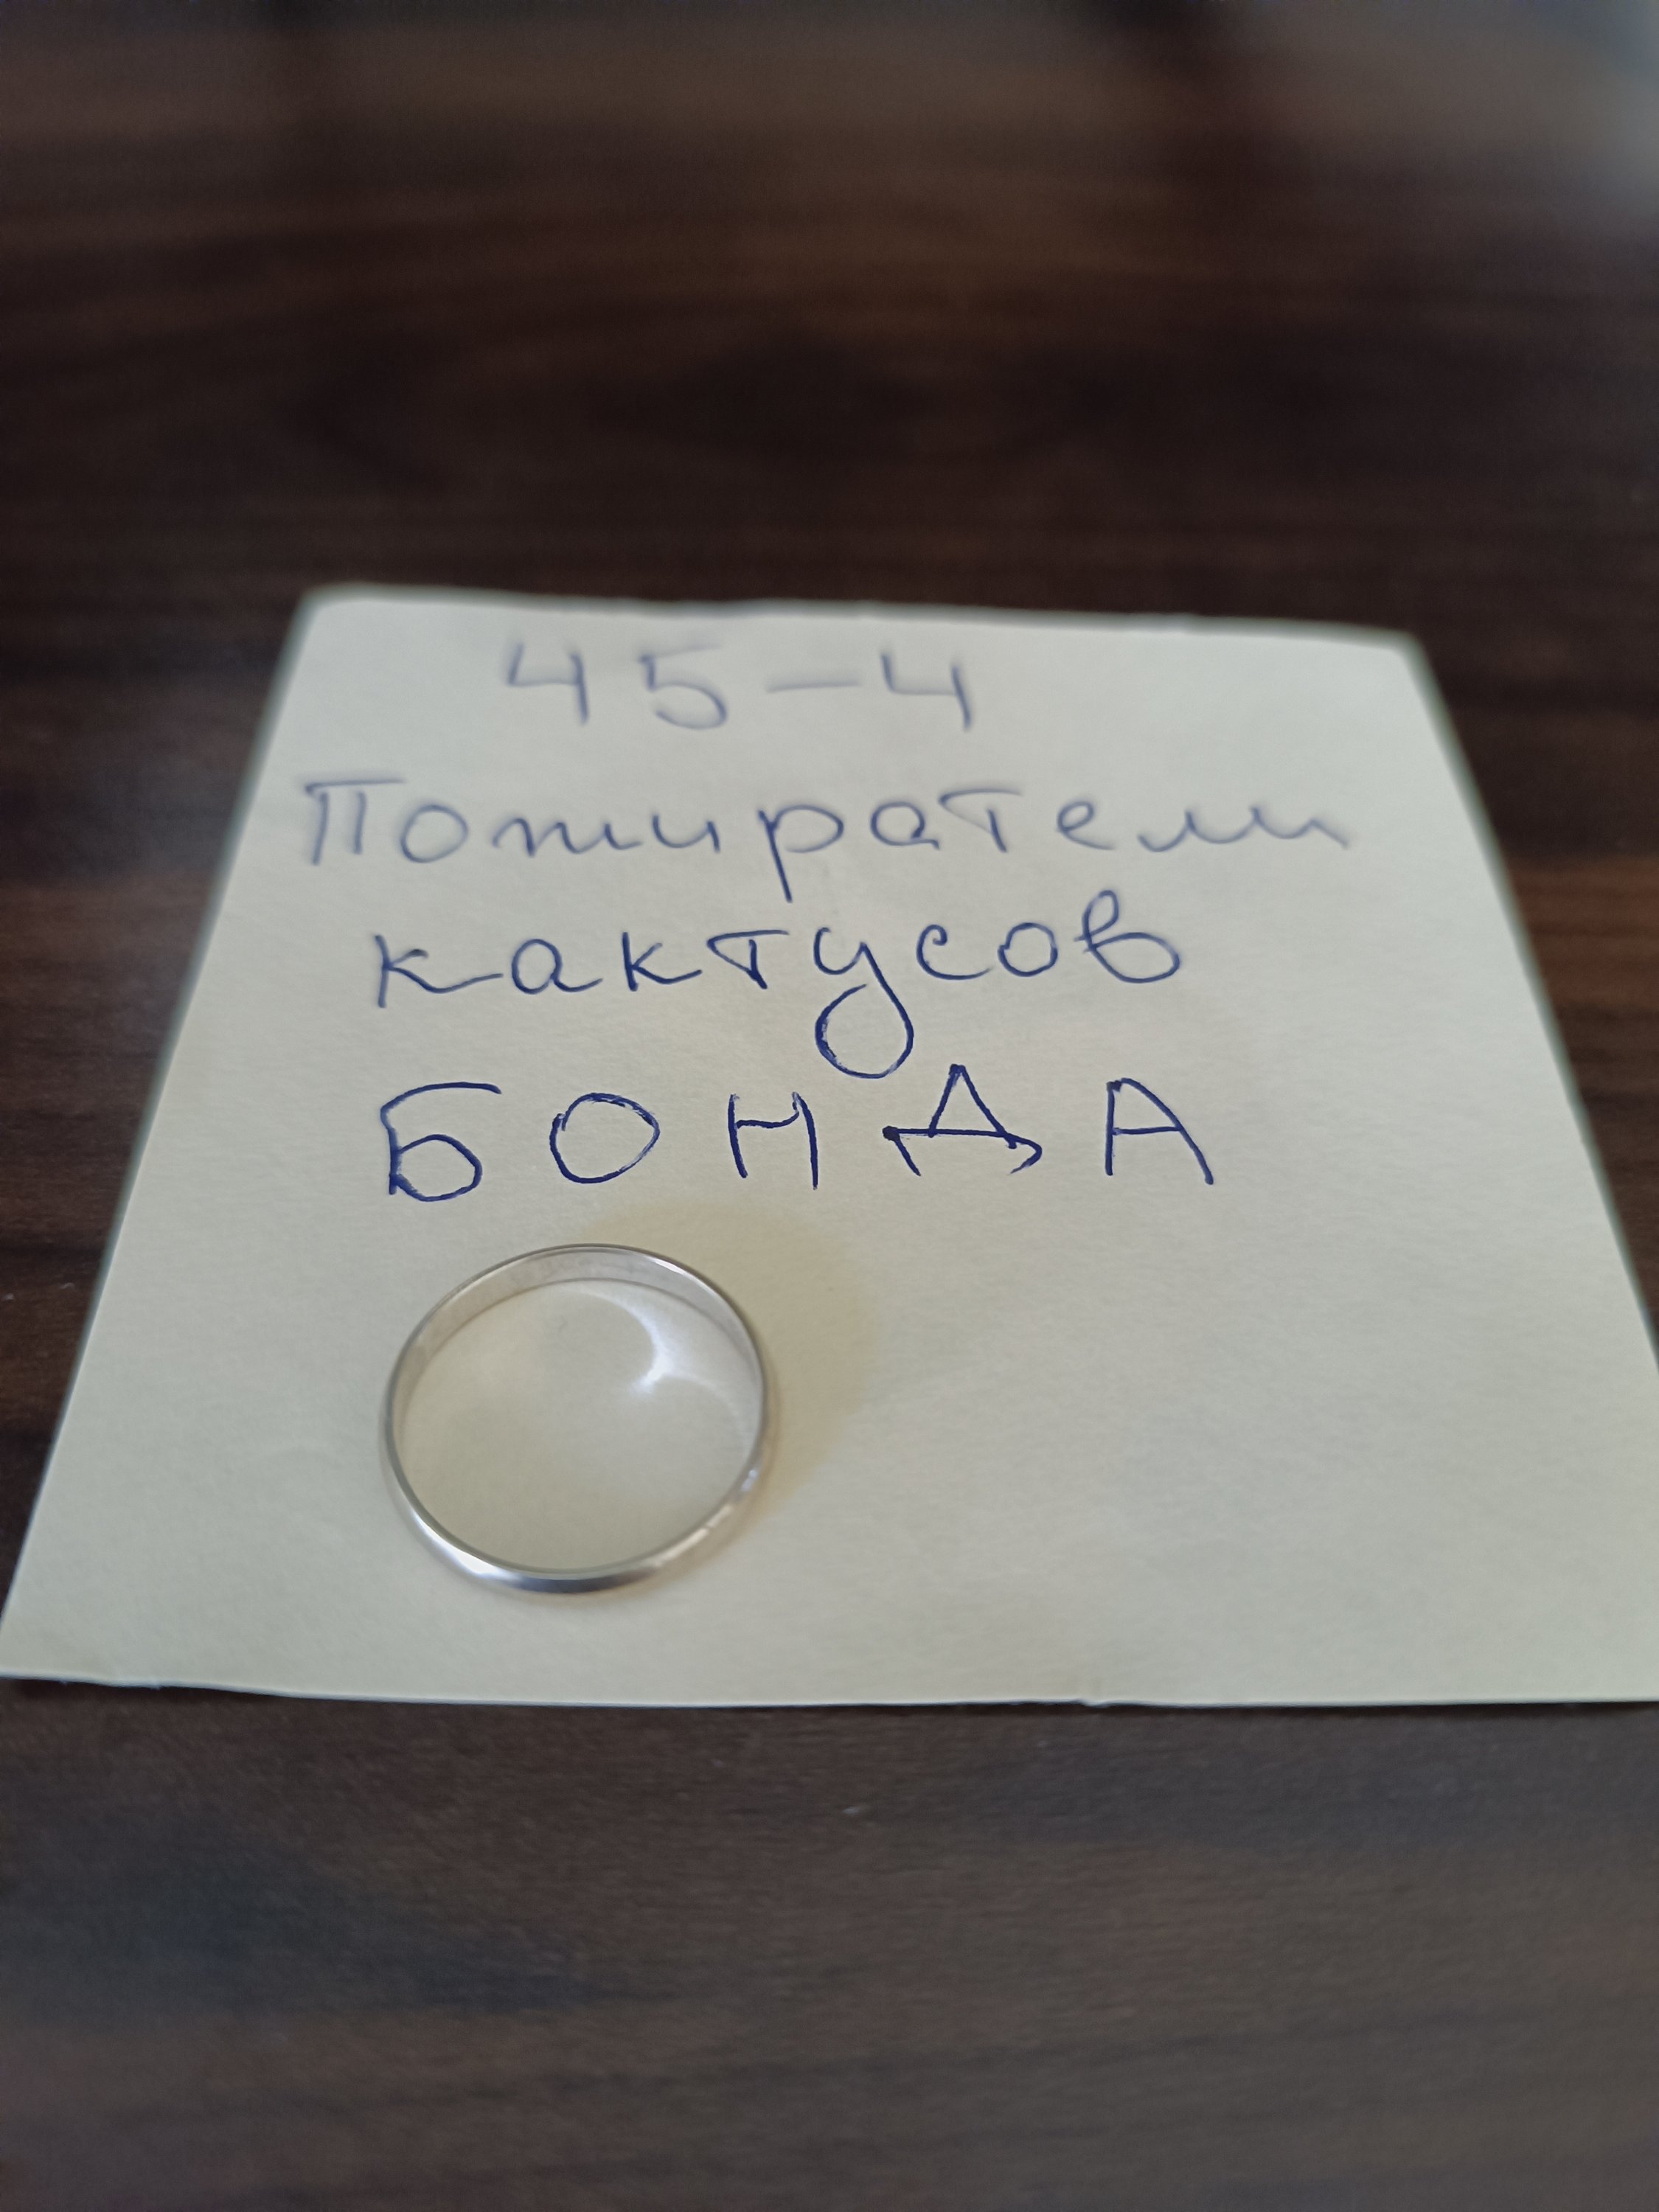 45-4
Пожиратели
кактусов
БОНДА